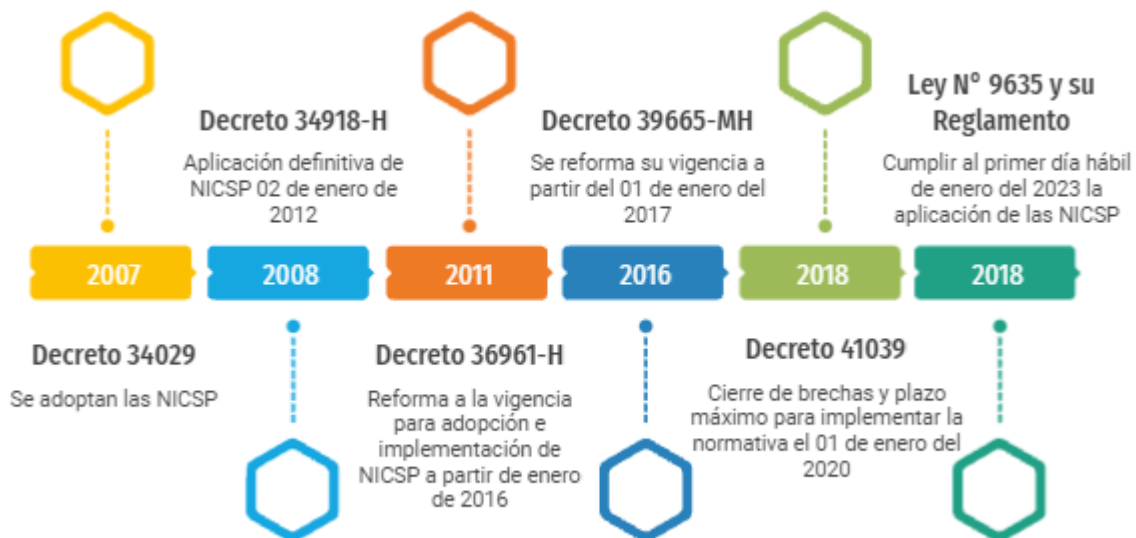 Decreto 34918-H
Aplicación definitiva de
NICSP 02 de enero de
2012
Decreto 39665-MH
Se reforma su vigencia a
partir del 01 de enero del
2017
Ley N° 9635 y su
Reglamento
Cumplir al primer día hábil
de enero del 2023 la
aplicación de las NICSP
2007
2008
2011
2016
2018
2018
Decreto 34029
Se adoptan las NICSP
Decreto 36961-H
Reforma a la vigencia
para adopción e
implementación de
NICSP a partir de enero
de 2016
Decreto 41039
Cierre de brechas y plazo
máximo para implementar la
normativa el 01 de enero del
2020